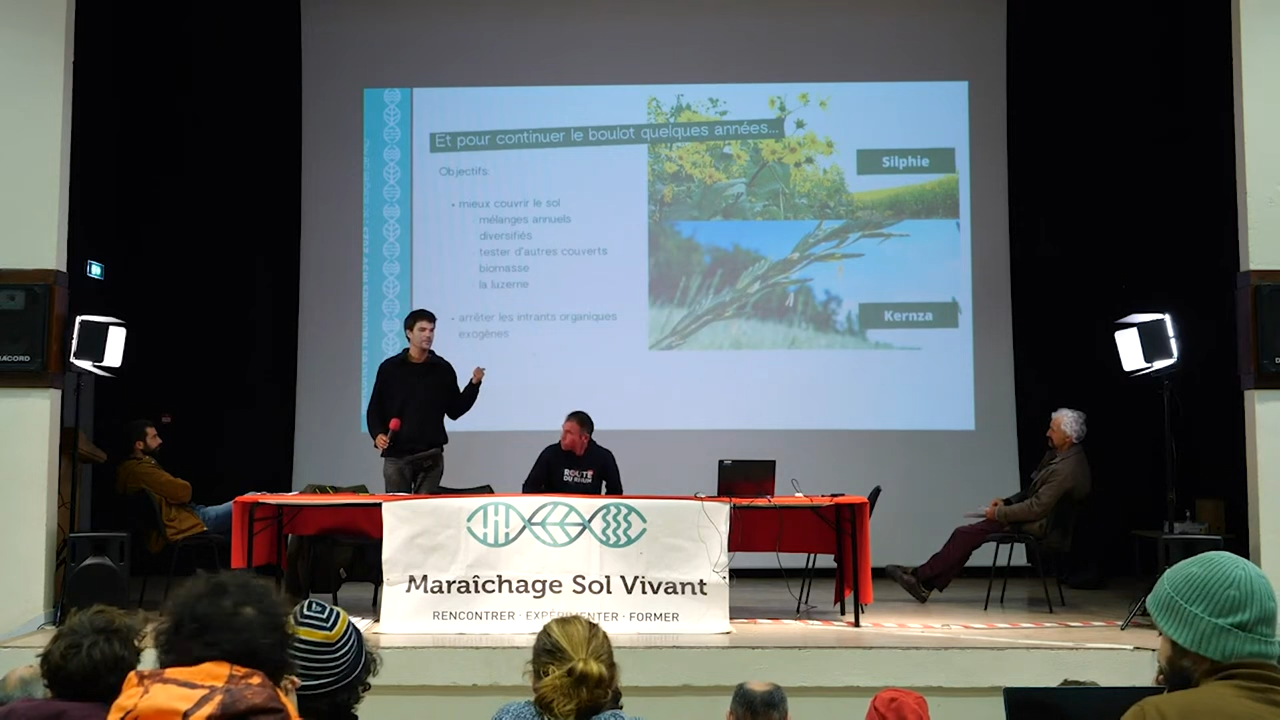 Et pour continuer le boulot quelques années...
Silphie
Objectifs:
• mieux couvrir le sol
mélanges annuels
diversifiés
tester d'autres couverts
biomasse
la luzerne
Kernza
• arrêter les intrants organiques
exogènes
ROUTE
DU RHUM
Maraîchage Sol Vivant
RENCONTRER · EXPÉRIMENTER · FORMER